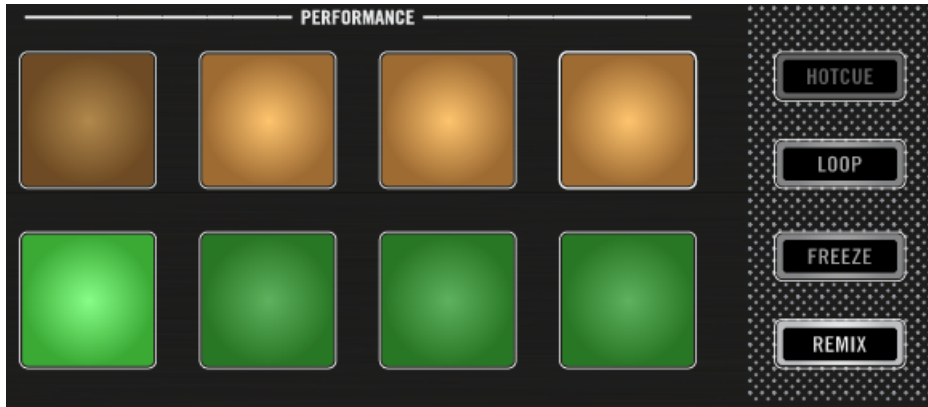 PERFORMANCE
HOTCUE
LOOP
FREEZE
REMIX